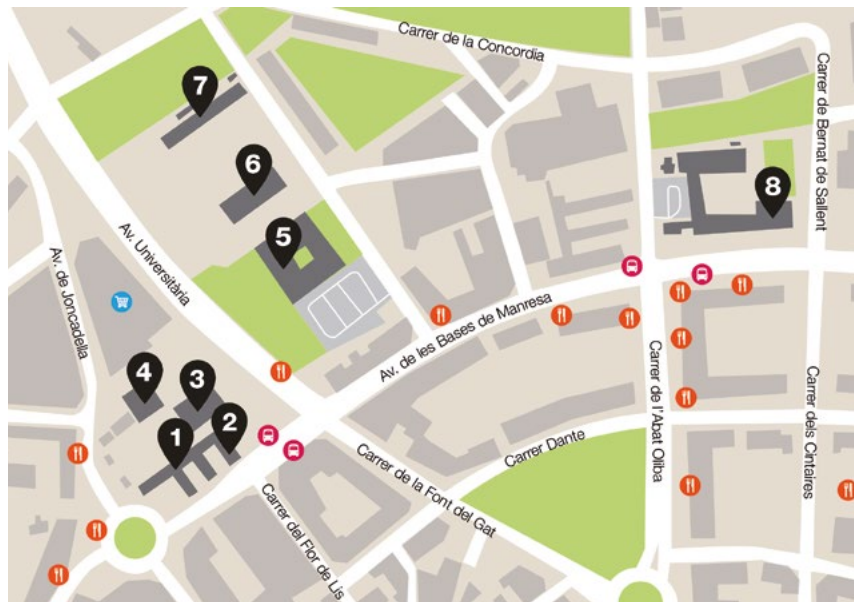 Carrer de la Concordia
Carrer de Bernat de Sallent
7
6
8
5
Av. Universitària
Av. de Joncadella
Av. de les Bases de Manresa
4
3
2
1
Carrer de l'Abat Oliba
Carrer dels Cintaires
Carrer Dante
Carrer de la Font del Gat
Carrer del Flor de Lis